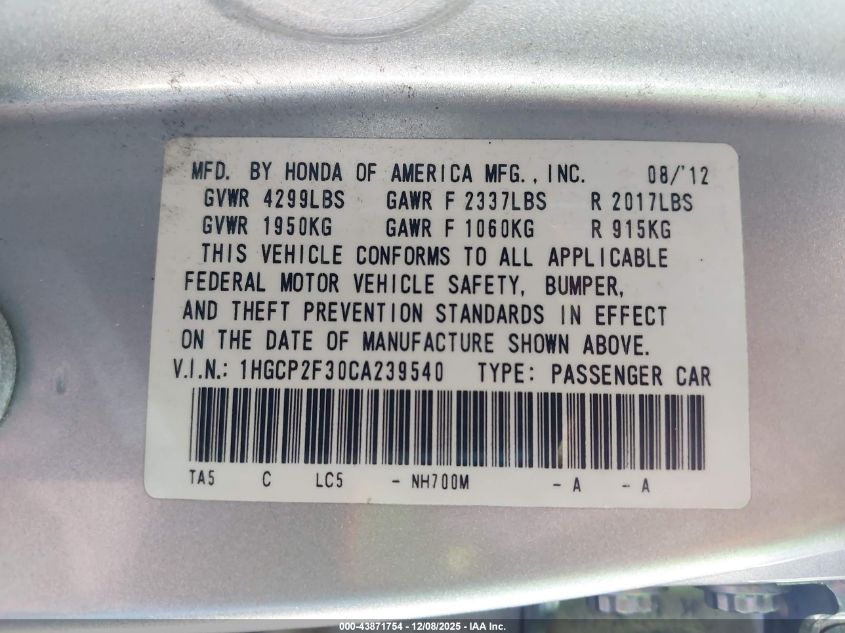 MFD. BY HONDA OF AMERICA MFG., INC. 08/'12
GVWR 4299LBS GAWR F 2337LBS R 2017LBS
GVWR 1950KG GAWR F 1060KG R 915KG
THIS VEHICLE CONFORMS TO ALL APPLICABLE
FEDERAL MOTOR VEHICLE SAFETY, BUMPER,
AND THEFT PREVENTION STANDARDS IN EFFECT
ON THE DATE OF MANUFACTURE SHOWN ABOVE.
V.I.N.: 1HGCP2F30CA239540 TYPE: PASSENGER CAR
TA5 C LC5 - NH700M - A - A
000-43871754 - 12/08/2025 - IAA Inc.